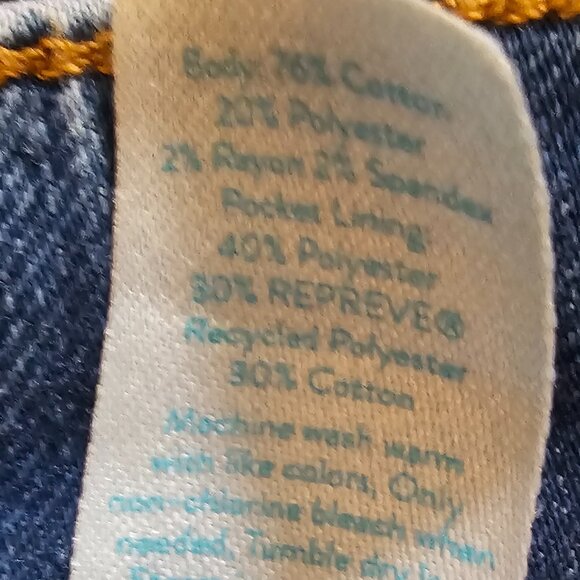 Body: 76% Cotton
20% Polyester
2% Rayon 2% Spandex
Pocket Lining
40% Polyester
30% REPREVE®
Recycled Polyester
30% Cotton
Machine wash warm
with like colors, Only
non-chlorine bleach when
needed, Tumble dry